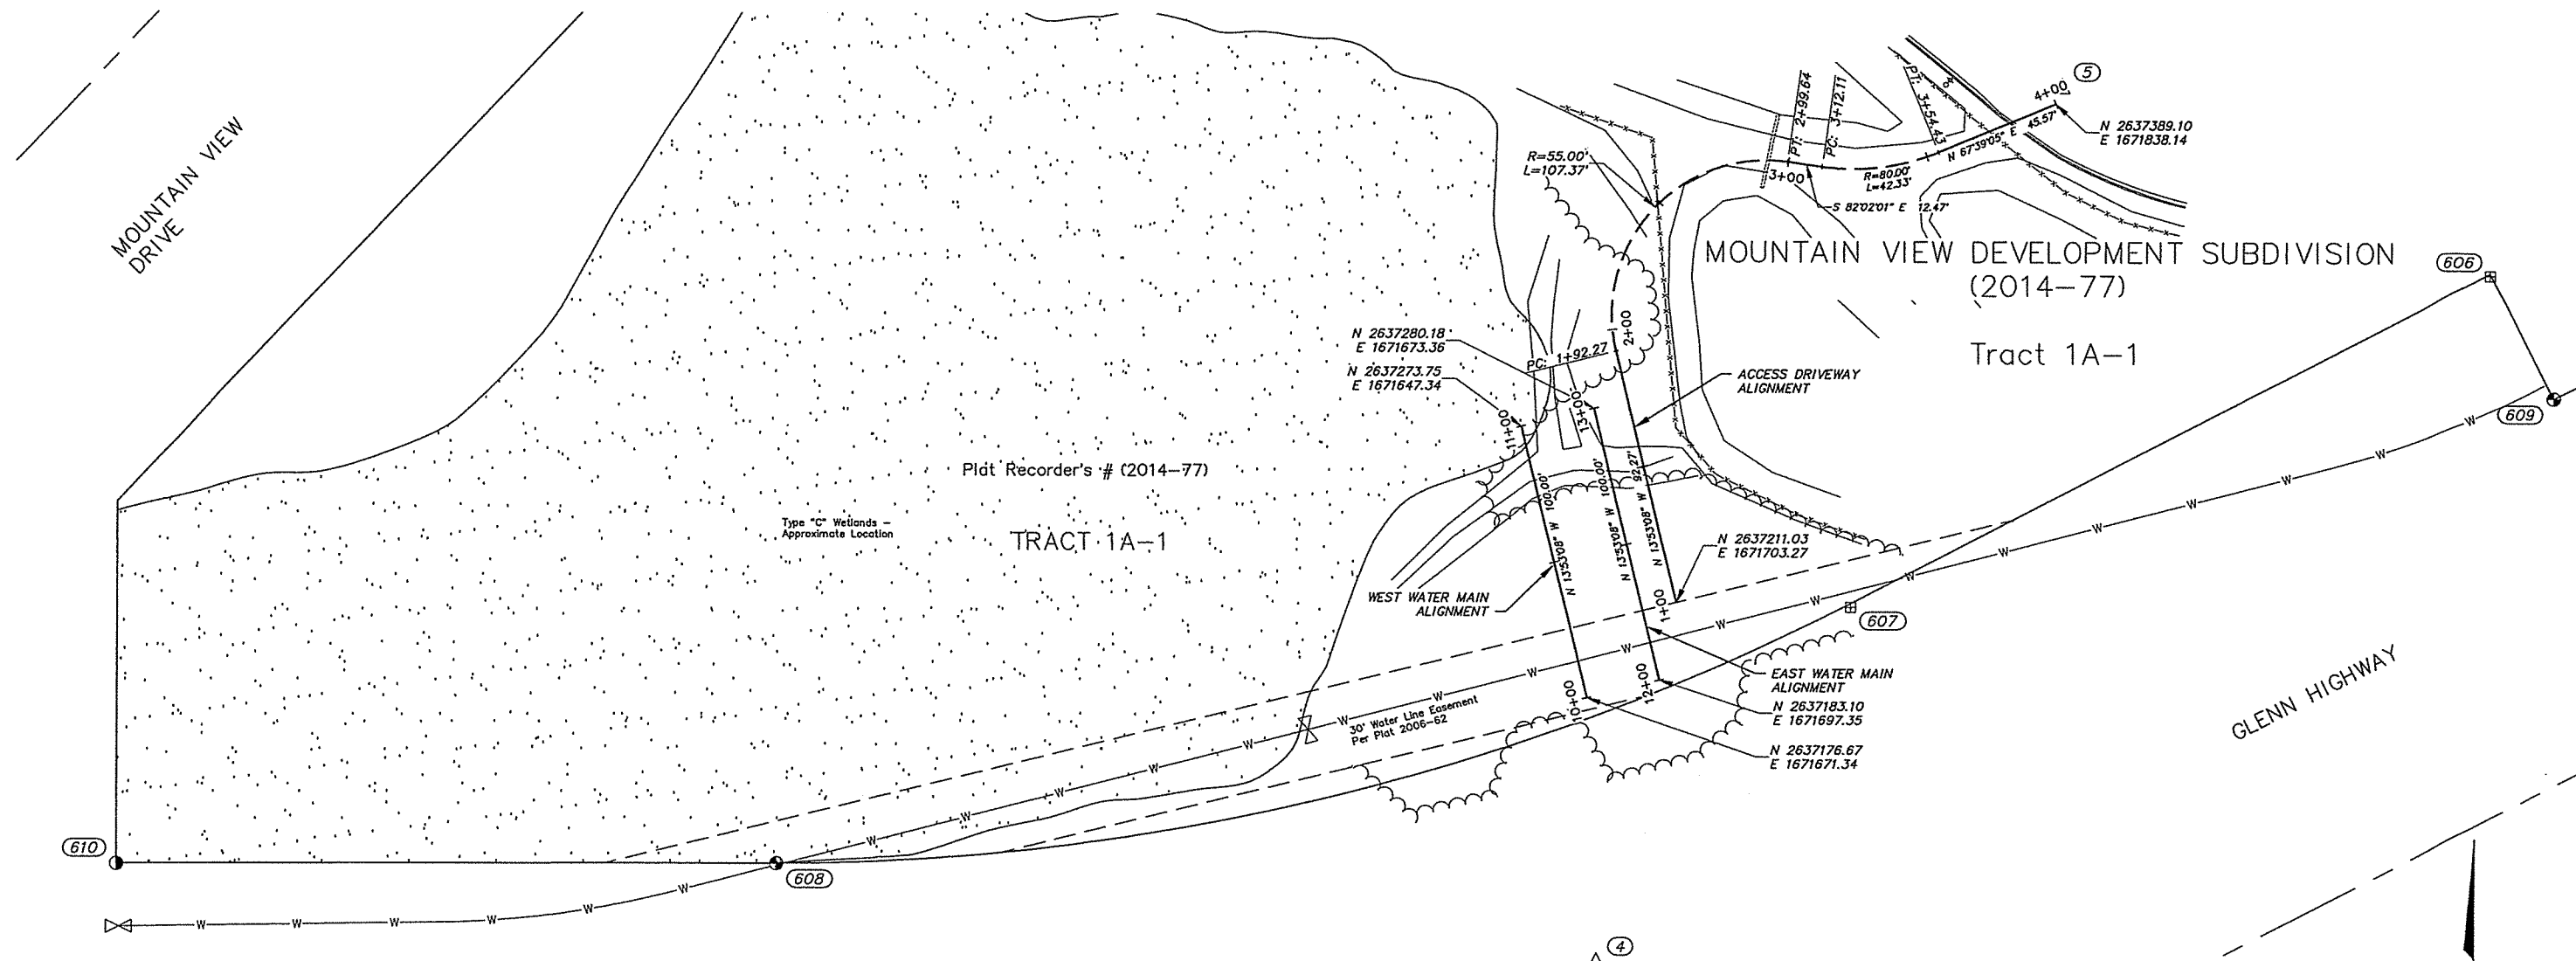 MOUNTAIN VIEW
DRIVE
R=55.00'
L=107.37'
PT: 2+99.64
PC: 3+12.11
PT: 3+54.43
4+00
5
N 2637389.10
E 1671838.14
N 67°39'05" E 45.57'
3+00
R=80.00'
L=42.33'
S 82°02'01" E 12.47'
MOUNTAIN VIEW DEVELOPMENT SUBDIVISION
(2014-77)
Tract 1A-1
606
609
N 2637280.18
E 1671673.36
N 2637273.75
E 1671647.34
PC: 1+92.27
2+00
11+00
13+00
ACCESS DRIVEWAY
ALIGNMENT
Plat Recorder's # (2014-77)
Type "C" Wetlands -
Approximate Location
TRACT 1A-1
N 13°53'08" W 100.00'
N 13°53'08" W 100.00'
N 13°53'08" W 92.27'
N 2637211.03
E 1671703.27
WEST WATER MAIN
ALIGNMENT
1+00
607
EAST WATER MAIN
ALIGNMENT
10+00
12+00
N 2637183.10
E 1671697.35
N 2637176.67
E 1671671.34
30' Water Line Easement
Per Plat 2006-62
GLENN HIGHWAY
610
608
W W W W W W W W W W W W W W W W W W W W W W W
4